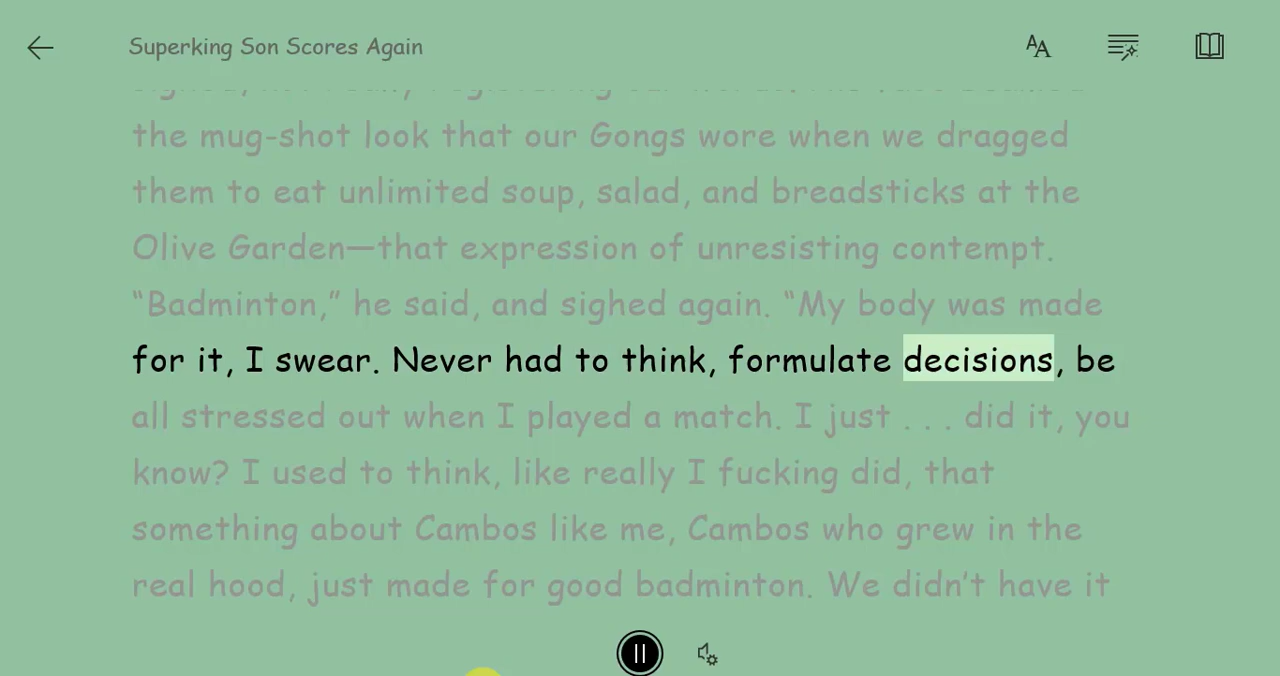 Superking Son Scores Again
the mug-shot look that our Gongs wore when we dragged
them to eat unlimited soup, salad, and breadsticks at the
Olive Garden—that expression of unresisting contempt.
“Badminton,” he said, and sighed again. “My body was made
for it, I swear. Never had to think, formulate decisions, be
all stressed out when I played a match. I just . . . did it, you
know? I used to think, like really I fucking did, that
something about Cambos like me, Cambos who grew in the
real hood, just made for good badminton. We didn’t have it